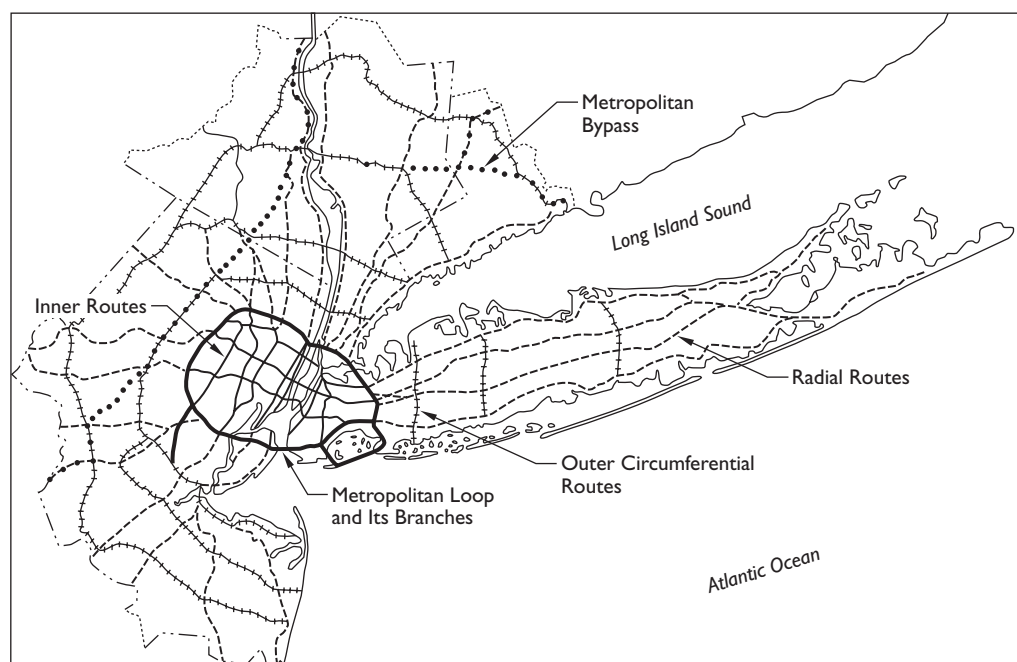 Metropolitan
Bypass
Long Island Sound
Inner Routes
Radial Routes
Outer Circumferential
Routes
Metropolitan Loop
and Its Branches
Atlantic Ocean